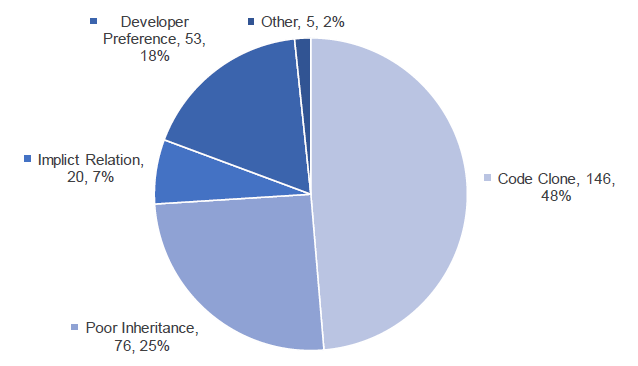 Developer
Preference, 53,
18%
Other, 5, 2%
Implict Relation,
20, 7%
Code Clone, 146,
48%
Poor Inheritance,
76, 25%